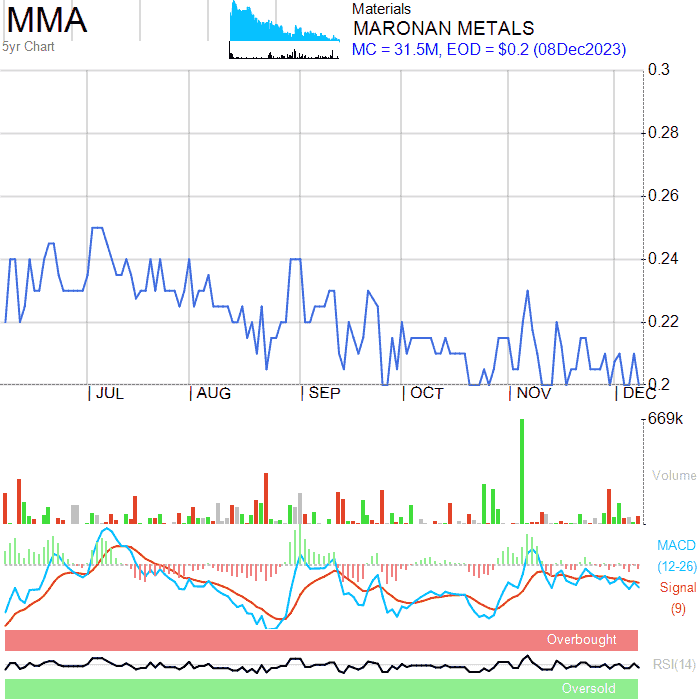 MMA
5yr Chart
Materials
MARONAN METALS
MC = 31.5M, EOD = $0.2 (08Dec2023)
0.3
0.28
0.26
0.24
0.22
0.2
JUL
AUG
SEP
OCT
NOV
DEC
669k
Volume
MACD
(12-26)
Signal
(9)
Overbought
RSI(14)
Oversold